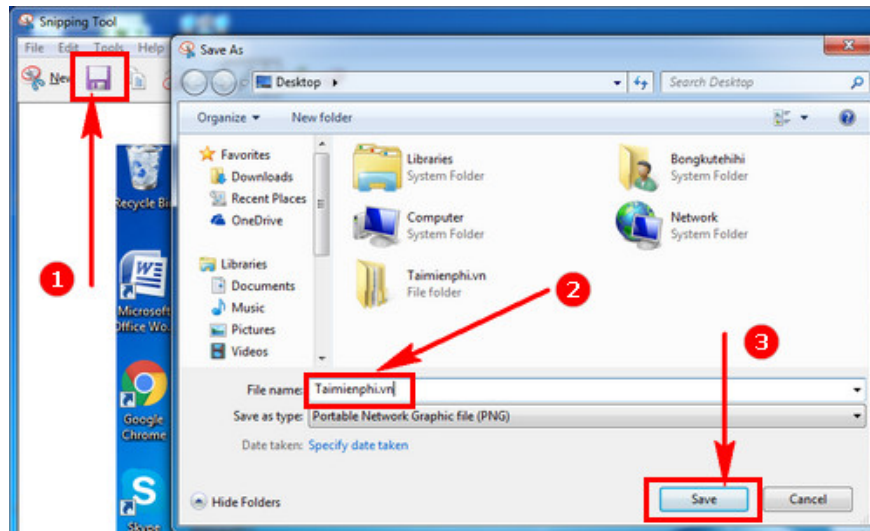 Snipping Tool
File Edit Tools Help
New
Save As
Desktop
Search Desktop
Organize
New folder
Favorites
Downloads
Recent Places
OneDrive
Libraries
Documents
Music
Pictures
Videos
Libraries
System Folder
Bongkutehihi
System Folder
Computer
System Folder
Network
System Folder
Taimienphi.vn
File folder
Recycle Bin
Microsoft
Office Wo..
Google
Chrome
Skype
1
2
3
File name: Taimienphi.vn
Save as type: Portable Network Graphic file (PNG)
Date taken: Specify date taken
Hide Folders
Save
Cancel